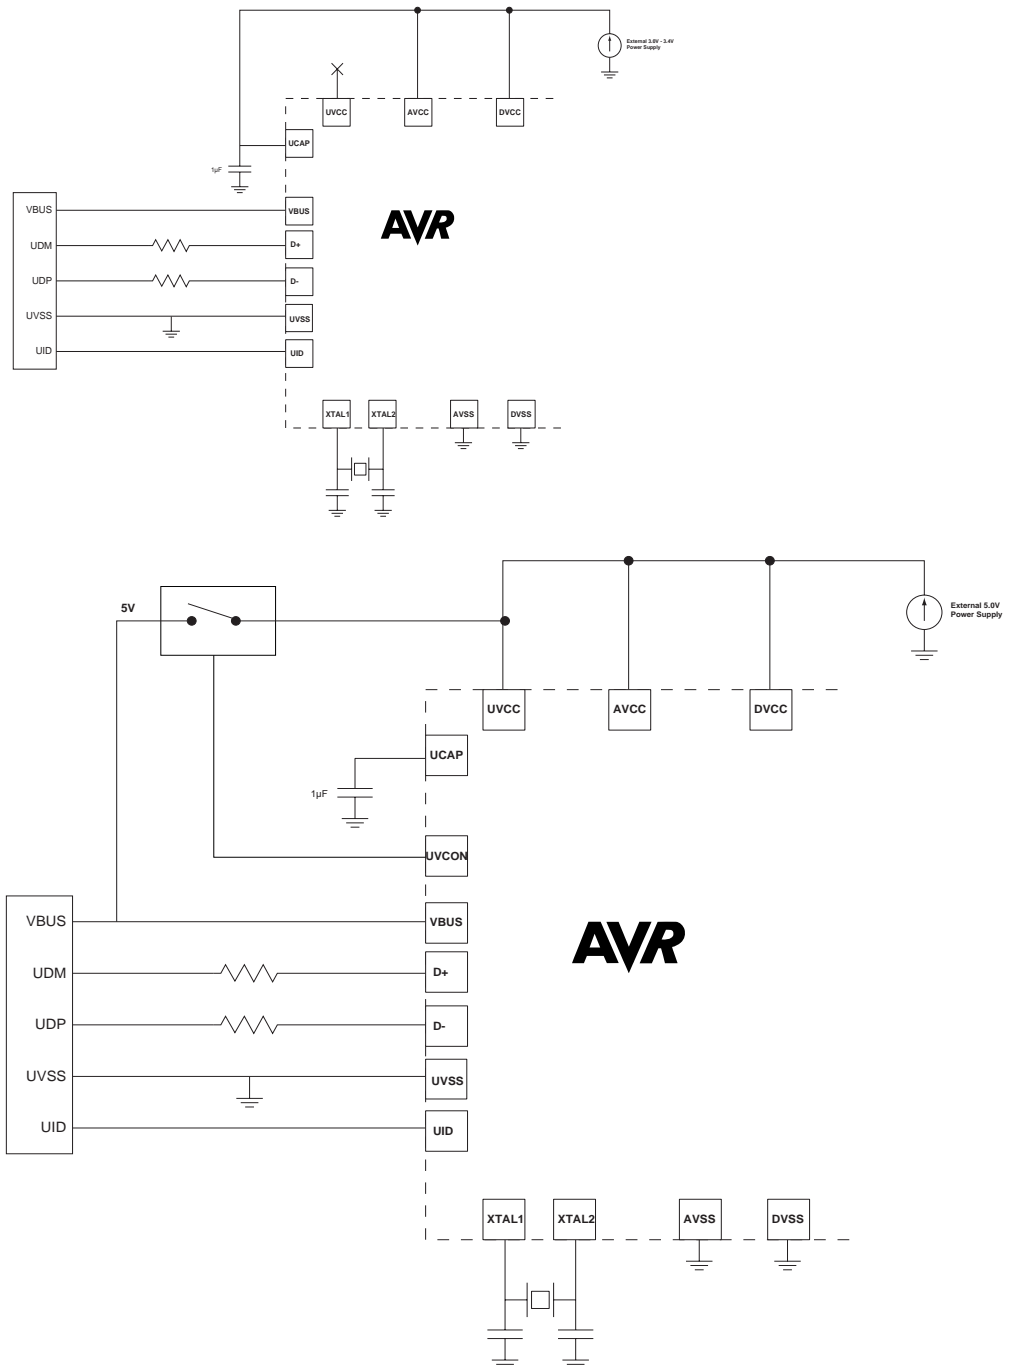 External 3.0V - 3.4V
Power Supply
UVCC
AVCC
DVCC
UCAP
1µF
VBUS
VBUS
AVR
UDM
D+
UDP
D-
UVSS
UVSS
UID
UID
XTAL1
XTAL2
AVSS
DVSS
5V
External 5.0V
Power Supply
UVCC
AVCC
DVCC
UCAP
1µF
UVCON
VBUS
VBUS
AVR
UDM
D+
UDP
D-
UVSS
UVSS
UID
UID
XTAL1
XTAL2
AVSS
DVSS